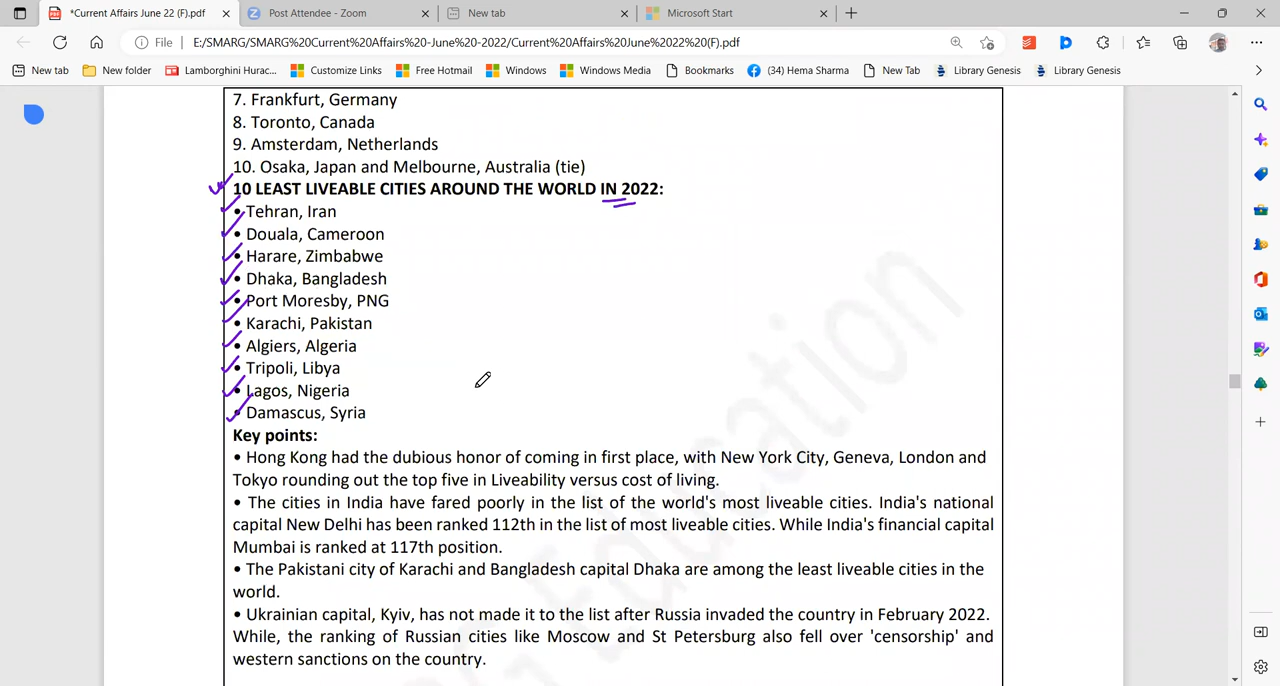 *Current Affairs June 22 (F).pdf
Post Attendee - Zoom
New tab
Microsoft Start
File
E:/SMARG/SMARG%20Current%20Affairs%20-June%20-2022/Current%20Affairs%20June%2022%20(F).pdf
New tab
New folder
Lamborghini Hurac...
Customize Links
Free Hotmail
Windows
Windows Media
Bookmarks
(34) Hema Sharma
New Tab
Library Genesis
Library Genesis
7. Frankfurt, Germany
8. Toronto, Canada
9. Amsterdam, Netherlands
10. Osaka, Japan and Melbourne, Australia (tie)
10 LEAST LIVEABLE CITIES AROUND THE WORLD IN 2022:
• Tehran, Iran
• Douala, Cameroon
• Harare, Zimbabwe
• Dhaka, Bangladesh
• Port Moresby, PNG
• Karachi, Pakistan
• Algiers, Algeria
• Tripoli, Libya
• Lagos, Nigeria
• Damascus, Syria
Key points:
• Hong Kong had the dubious honor of coming in first place, with New York City, Geneva, London and
Tokyo rounding out the top five in Liveability versus cost of living.
• The cities in India have fared poorly in the list of the world's most liveable cities. India's national
capital New Delhi has been ranked 112th in the list of most liveable cities. While India's financial capital
Mumbai is ranked at 117th position.
• The Pakistani city of Karachi and Bangladesh capital Dhaka are among the least liveable cities in the
world.
• Ukrainian capital, Kyiv, has not made it to the list after Russia invaded the country in February 2022.
While, the ranking of Russian cities like Moscow and St Petersburg also fell over 'censorship' and
western sanctions on the country.
G Education